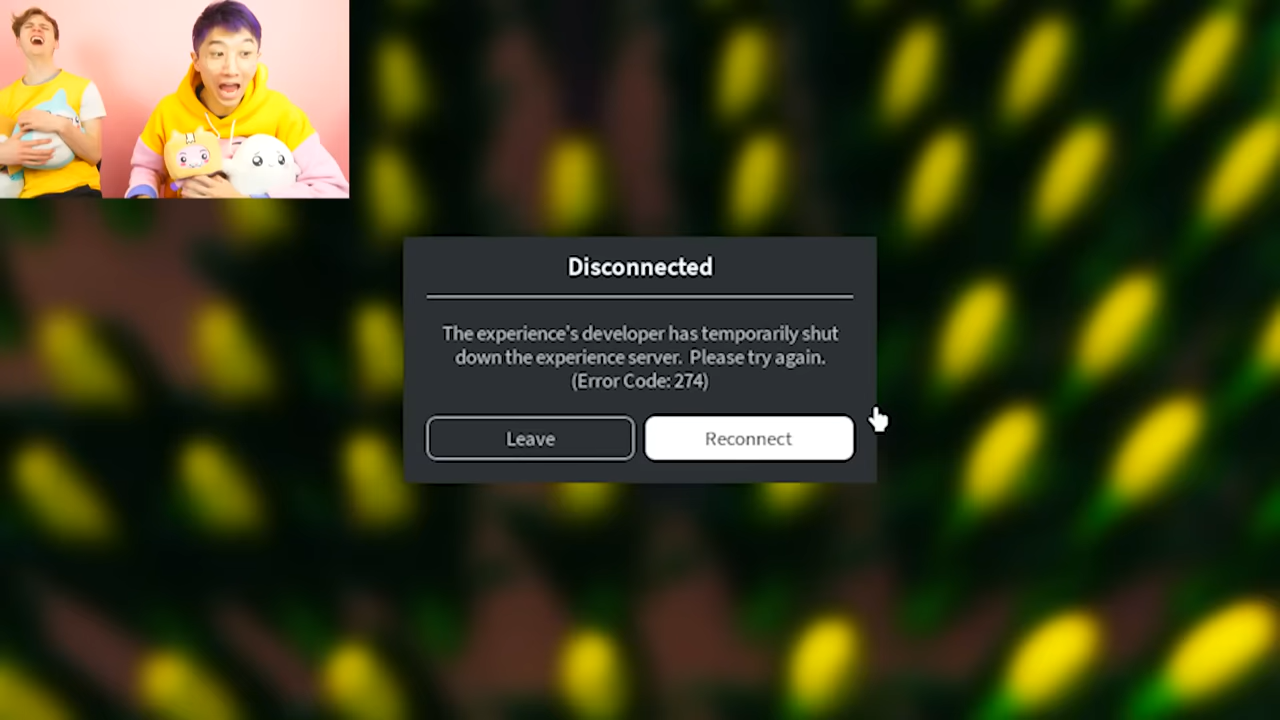 Disconnected
The experience's developer has temporarily shut
down the experience server. Please try again.
(Error Code: 274)
Leave
Reconnect